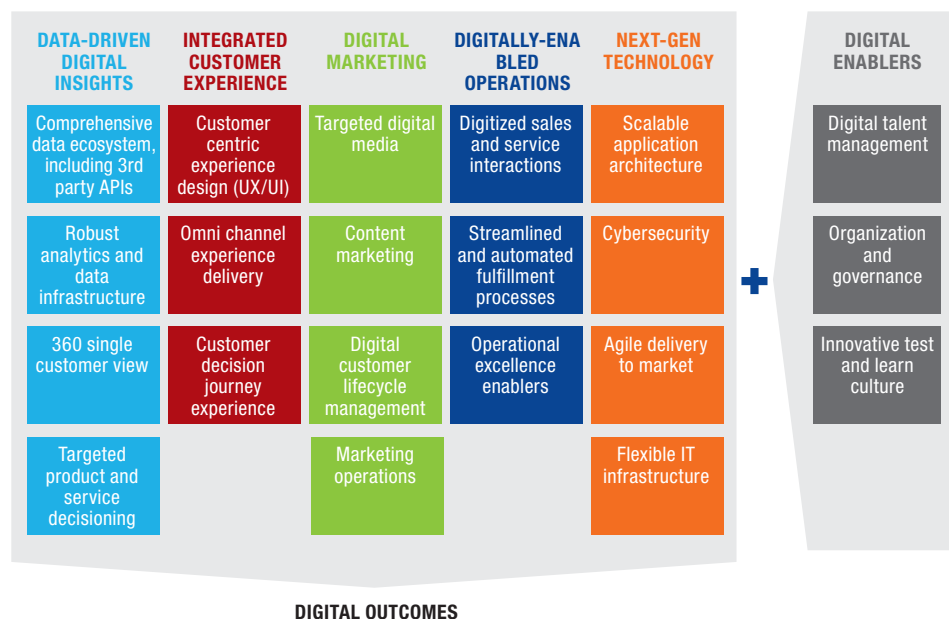 DATA-DRIVEN
DIGITAL
INSIGHTS
Comprehensive
data ecosystem,
including 3rd
party APIs
Robust
analytics and
data
infrastructure
360 single
customer view
Targeted
product and
service
decisioning
INTEGRATED
CUSTOMER
EXPERIENCE
Customer
centric
experience
design (UX/UI)
Omni channel
experience
delivery
Customer
decision
journey
experience
DIGITAL
MARKETING
Targeted digital
media
Content
marketing
Digital
customer
lifecycle
management
Marketing
operations
DIGITALLY-ENA
BLED
OPERATIONS
Digitized sales
and service
interactions
Streamlined
and automated
fulfillment
processes
Operational
excellence
enablers
NEXT-GEN
TECHNOLOGY
Scalable
application
architecture
Cybersecurity
Agile delivery
to market
Flexible IT
infrastructure
+
DIGITAL
ENABLERS
Digital talent
management
Organization
and
governance
Innovative test
and learn
culture
DIGITAL OUTCOMES